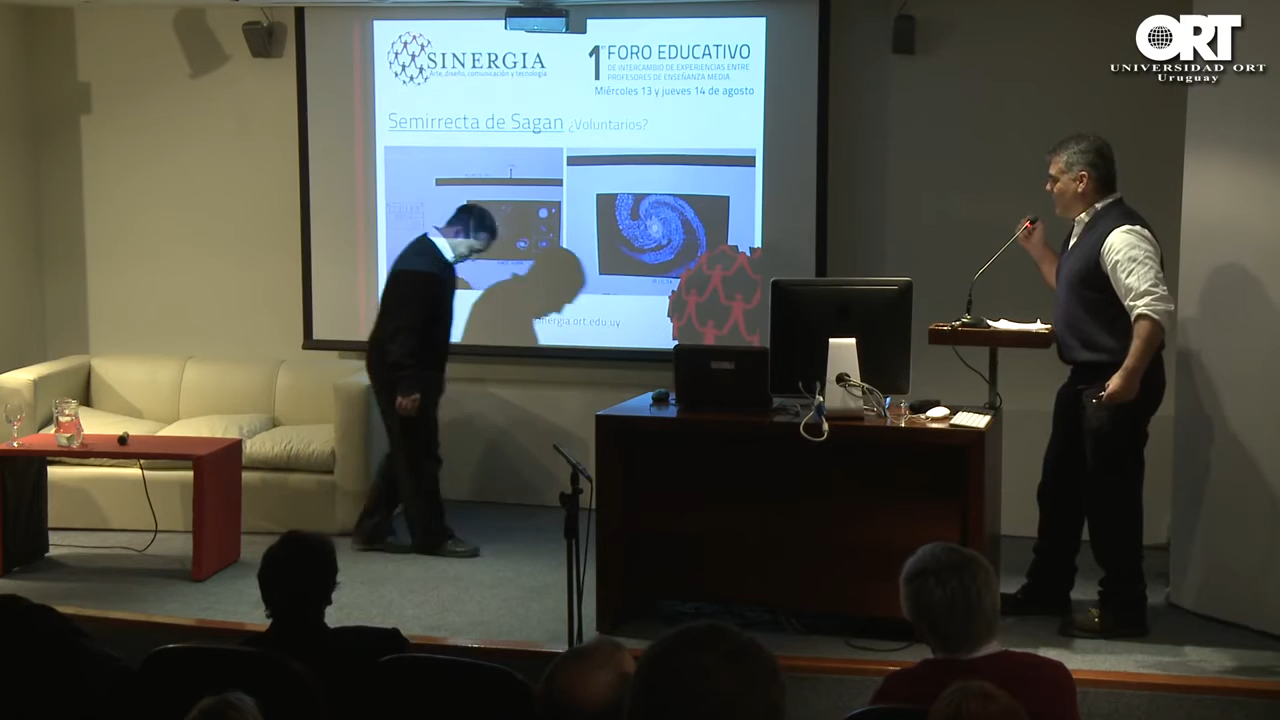 SINERGIA
Arte, diseño, comunicación y tecnología
1er FORO EDUCATIVO
DE INTERCAMBIO DE EXPERIENCIAS ENTRE
PROFESORES DE ENSEÑANZA MEDIA
Miércoles 13 y jueves 14 de agosto
Semirrecta de Sagan ¿Voluntarios?
sinergia.ort.edu.uy
ORT
UNIVERSIDAD ORT
Uruguay